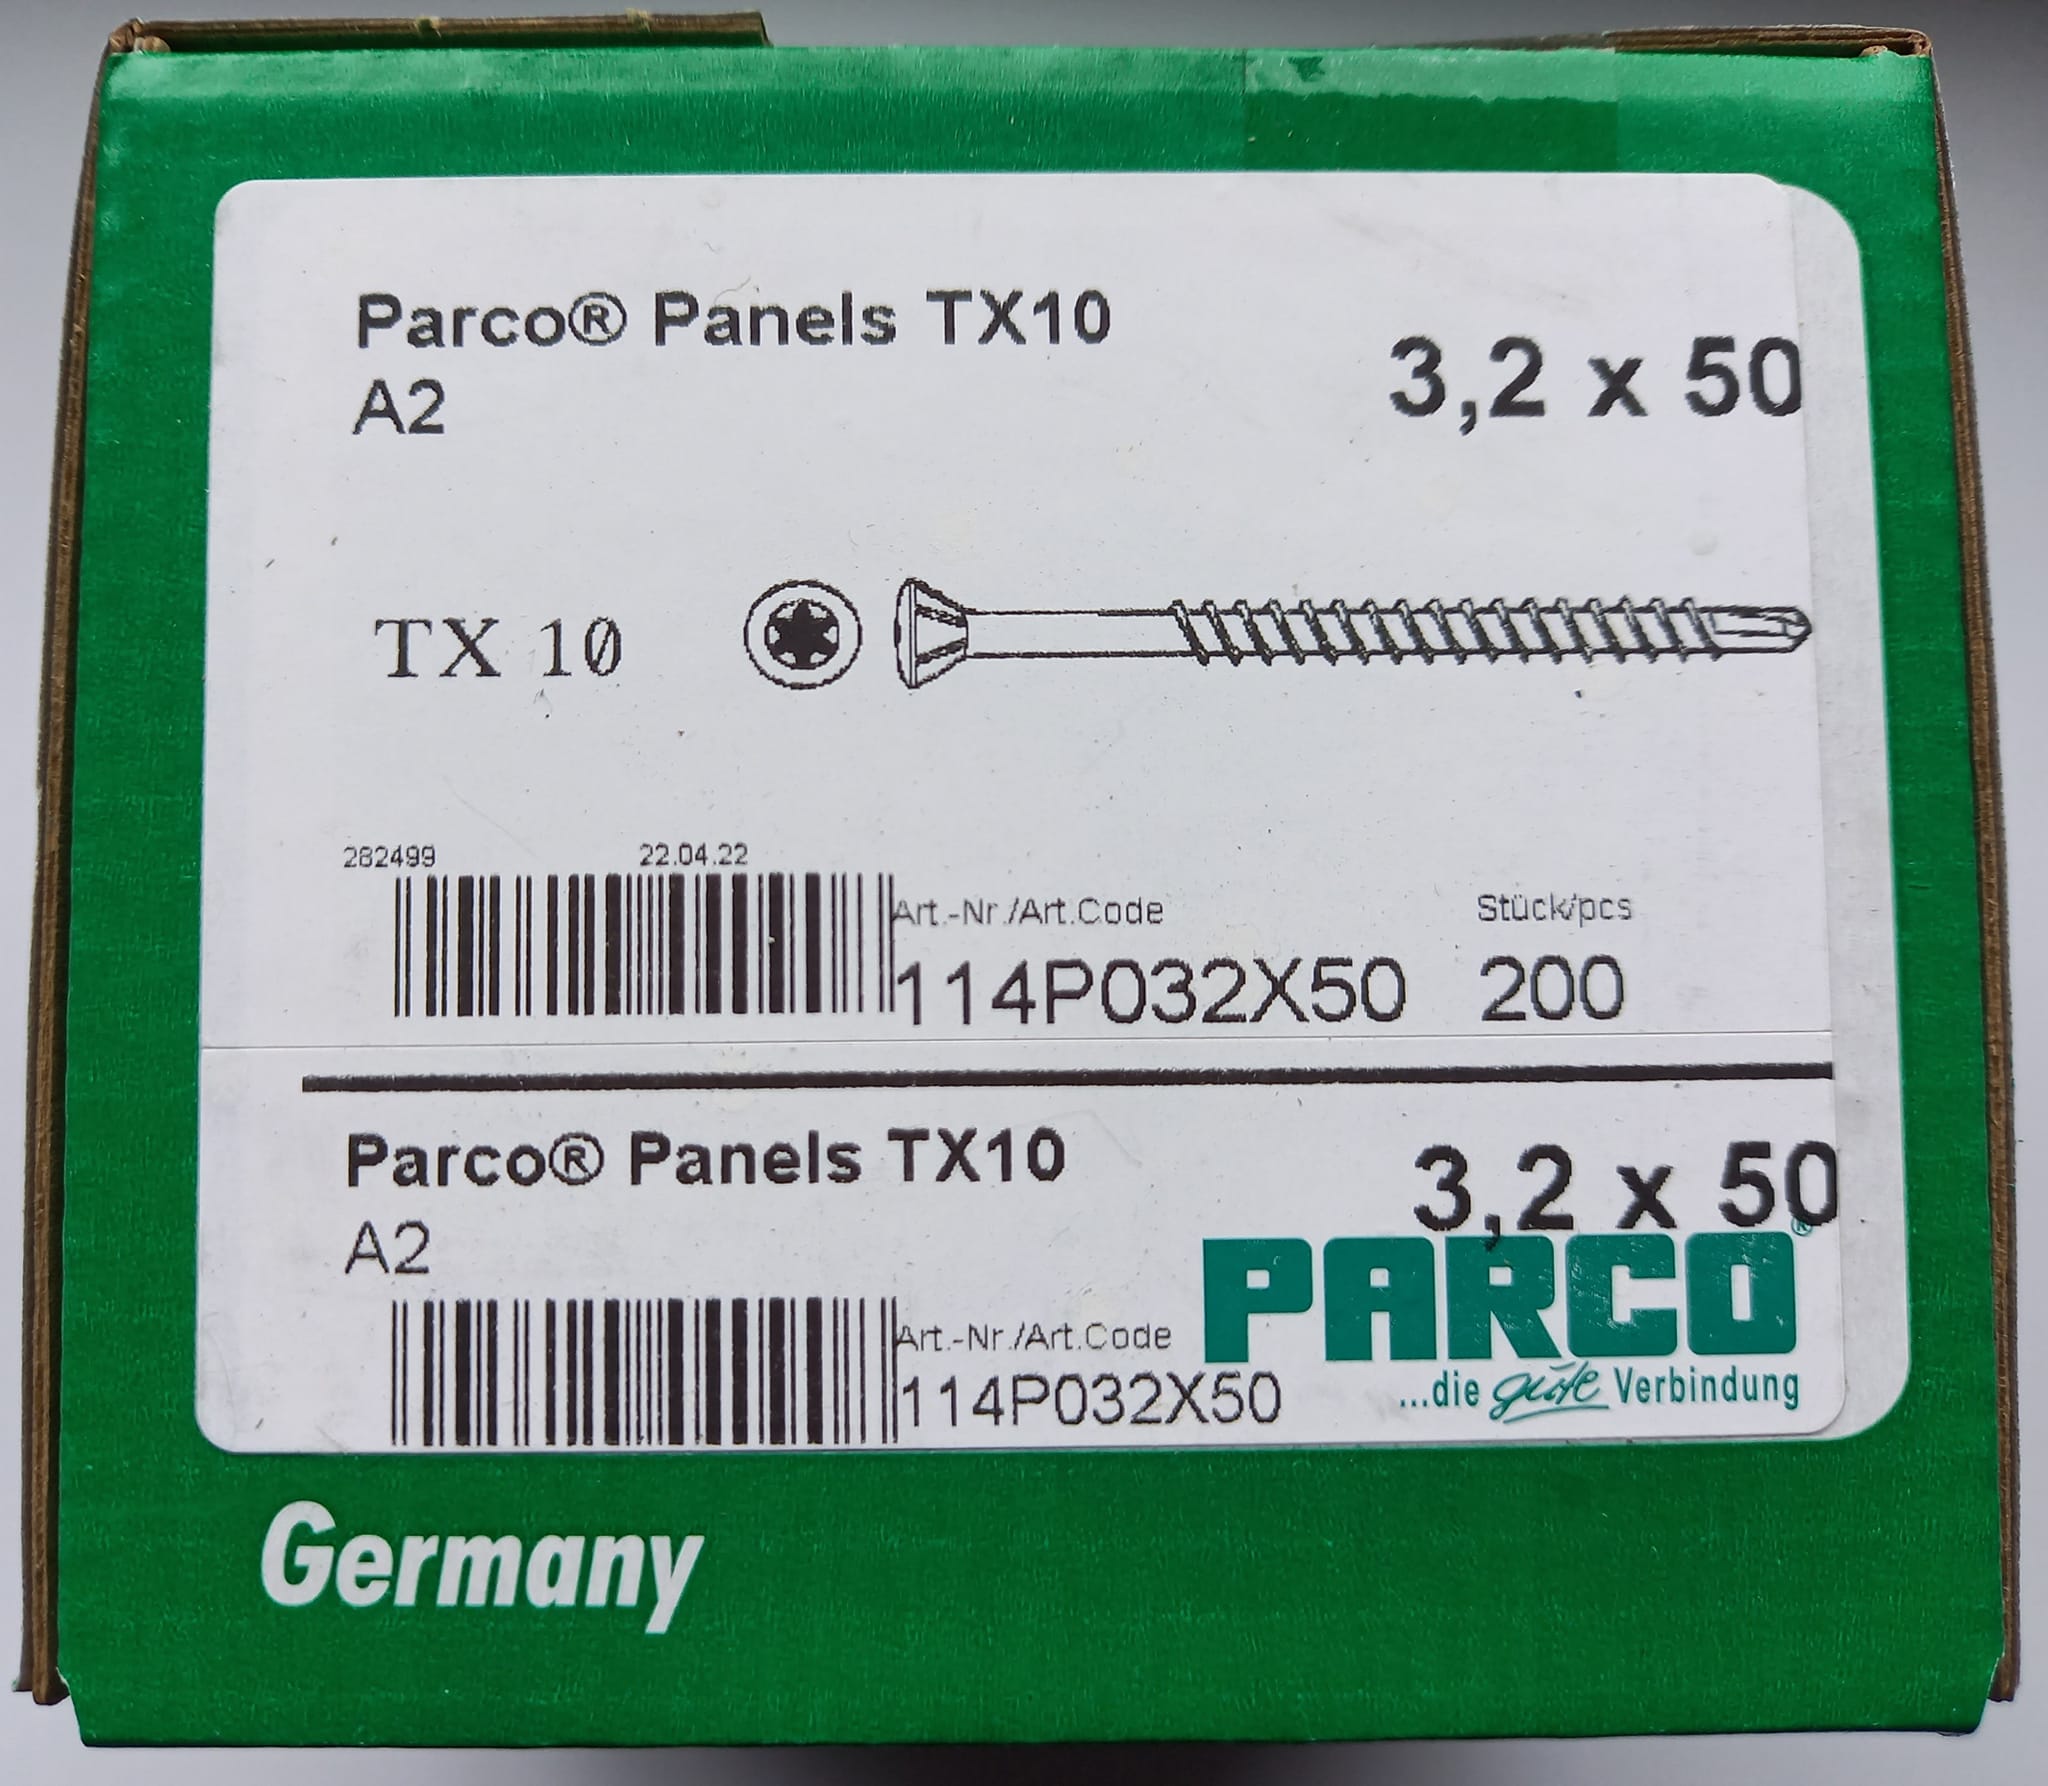 Parco® Panels TX10
A2
3,2 x 50
TX 10
282499 22.04.22
Art.-Nr./Art.Code Stück/pcs
114P032X50 200
Parco® Panels TX10
A2
3,2 x 50
PARCO®
...die gute Verbindung
Art.-Nr./Art.Code
114P032X50
Germany